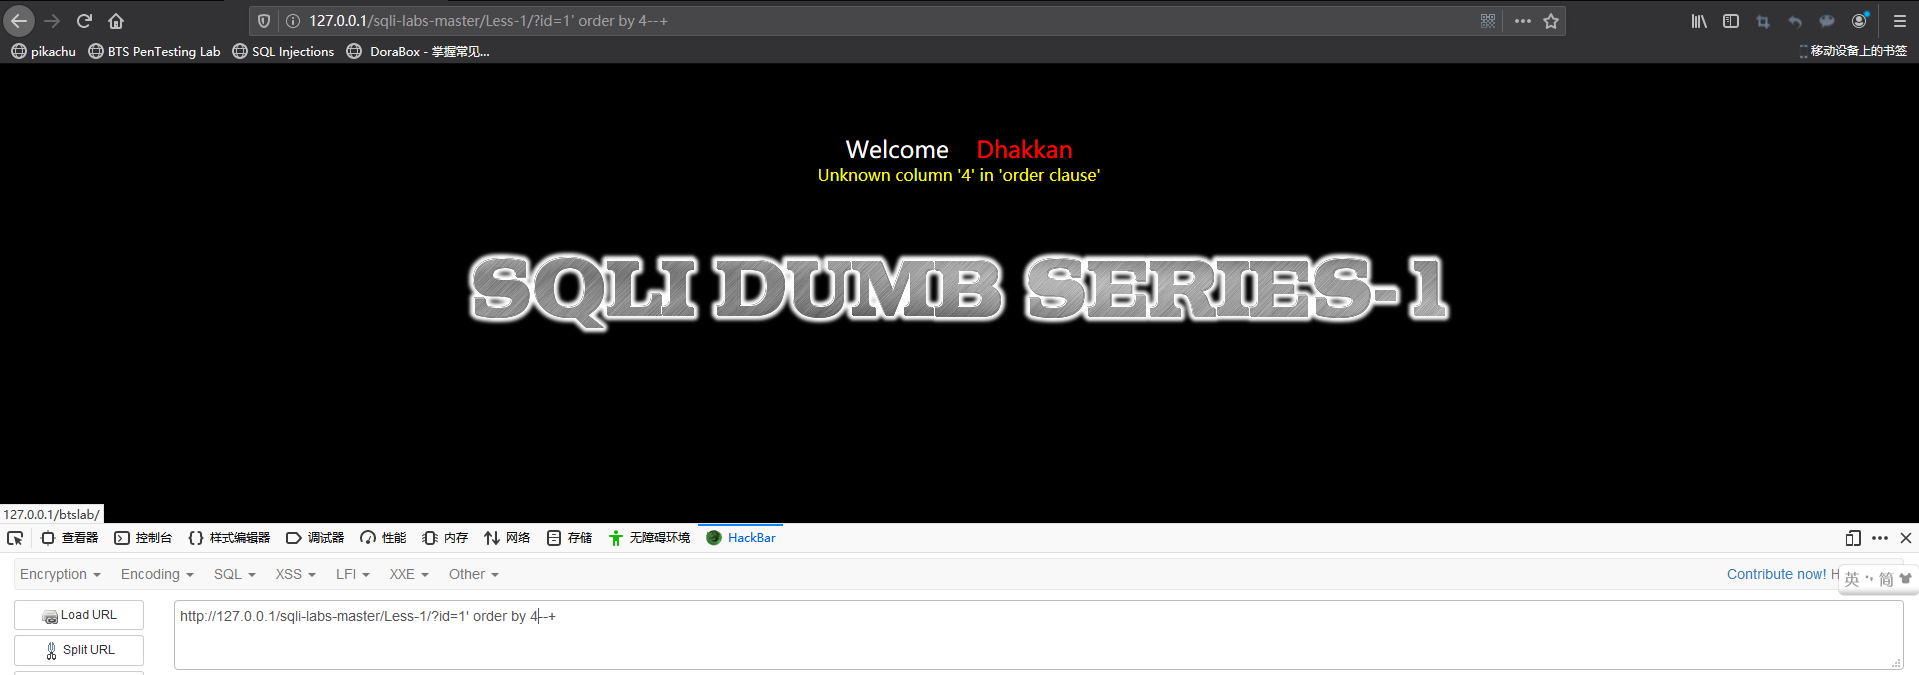 127.0.0.1/sqli-labs-master/Less-1/?id=1' order by 4--+
pikachu BTS PenTesting Lab SQL Injections DoraBox - 掌握常见... 移动设备上的书签
Welcome Dhakkan
Unknown column '4' in 'order clause'
SQLI DUMB SERIES-1
127.0.0.1/btslab/
查看器 控制台 样式编辑器 调试器 性能 内存 网络 存储 无障碍环境 HackBar
Encryption Encoding SQL XSS LFI XXE Other Contribute now! H 英 简
Load URL http://127.0.0.1/sqli-labs-master/Less-1/?id=1' order by 4--+
Split URL